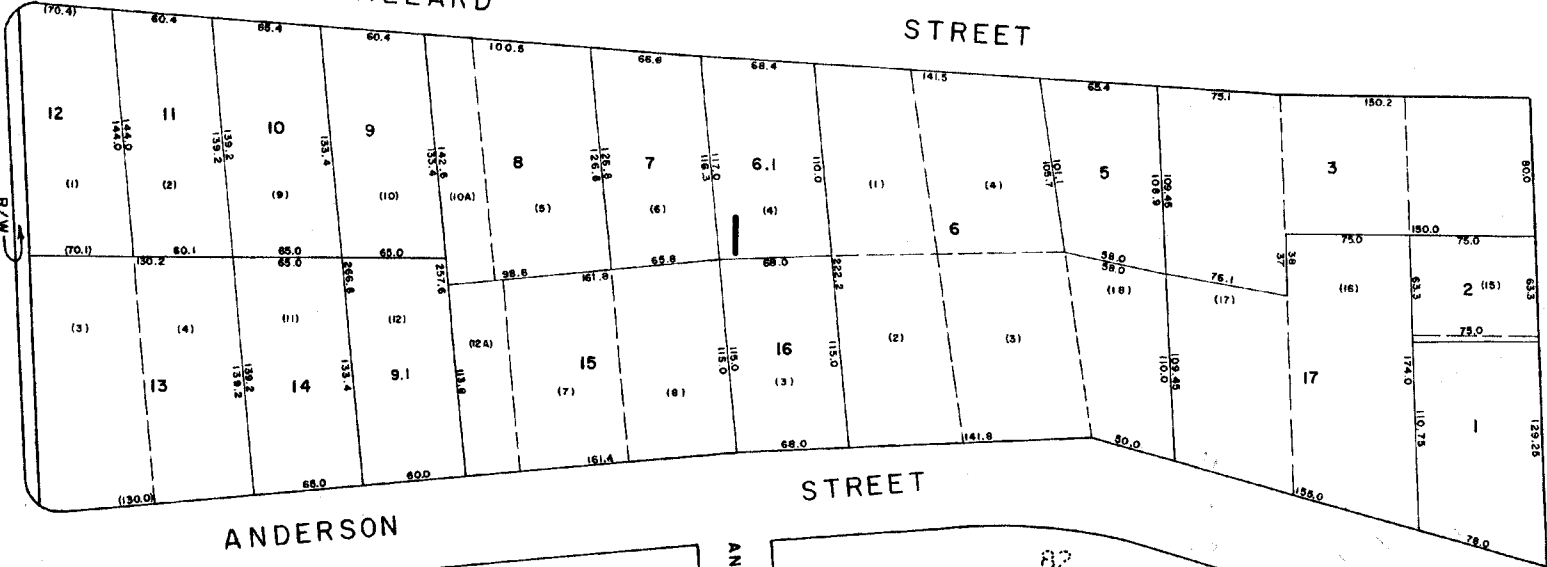 STREET
(70.4) 60.4 65.4 60.4 100.5 66.6 68.4 141.5 65.4 75.1 150.2
12 11 10 9 8 7 6.1 6 5 3
144.0 144.0 139.2 139.2 133.4 142.6 133.4 125.8 126.8 117.0 116.3 110.0 101.1 105.7 109.45 108.9 80.0
(1) (2) (9) (10) (10A) (5) (6) (4) (1) (4)
R/W
(70.1) 60.1 65.0 65.0 98.6 65.8 68.0 58.0 76.1 75.0 150.0 75.0
130.2 65.0 266.8 257.6 161.8 222.2 58.0 37 38
(3) (4) (11) (12) (12A) (7) (8) (3) (2) (3) (18) (17) (16) 63.3 2 (15) 63.3
75.0
13 14 9.1 15 16 17 1
139.2 139.2 133.4 113.8 115.0 115.0 115.0 110.0 109.45 174.0 110.75 129.25
(130.0) 65.0 60.0 161.4 68.0 141.8 50.0 155.0 78.0
ANDERSON STREET
AN
82